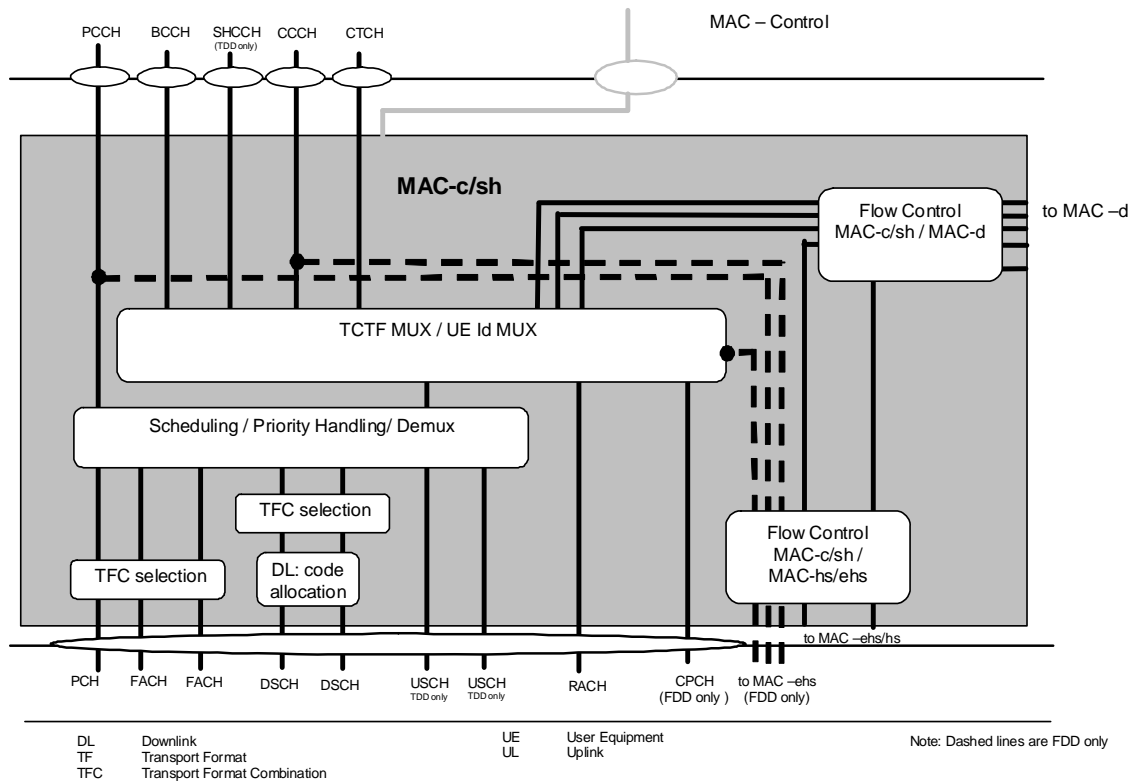 MAC – Control
PCCH BCCH SHCCH CCCH CTCH
(TDD only)
MAC-c/sh
Flow Control
MAC-c/sh / MAC-d
to MAC –d
TCTF MUX / UE Id MUX
Scheduling / Priority Handling/ Demux
TFC selection
Flow Control
MAC-c/sh /
MAC-hs/ehs
TFC selection
DL: code
allocation
to MAC –ehs/hs
PCH FACH FACH DSCH DSCH USCH USCH RACH CPCH to MAC –ehs
TDD only TDD only (FDD only ) (FDD only)
DL Downlink
TF Transport Format
TFC Transport Format Combination
UE User Equipment
UL Uplink
Note: Dashed lines are FDD only